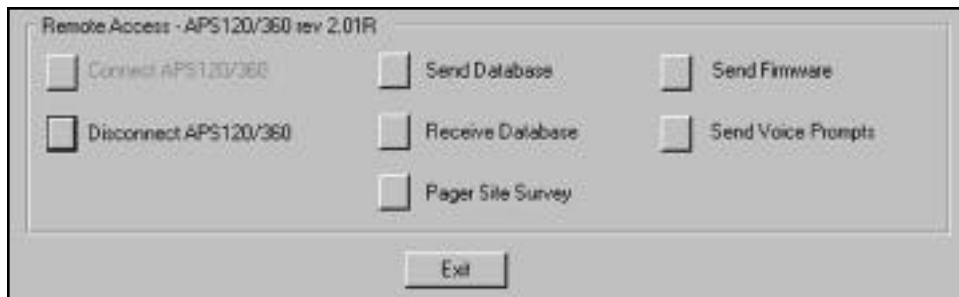 Remote Access - APS120/360 rev 2.01R
Connect APS120/360
Send Database
Send Firmware
Disconnect APS120/360
Receive Database
Send Voice Prompts
Pager Site Survey
Exit